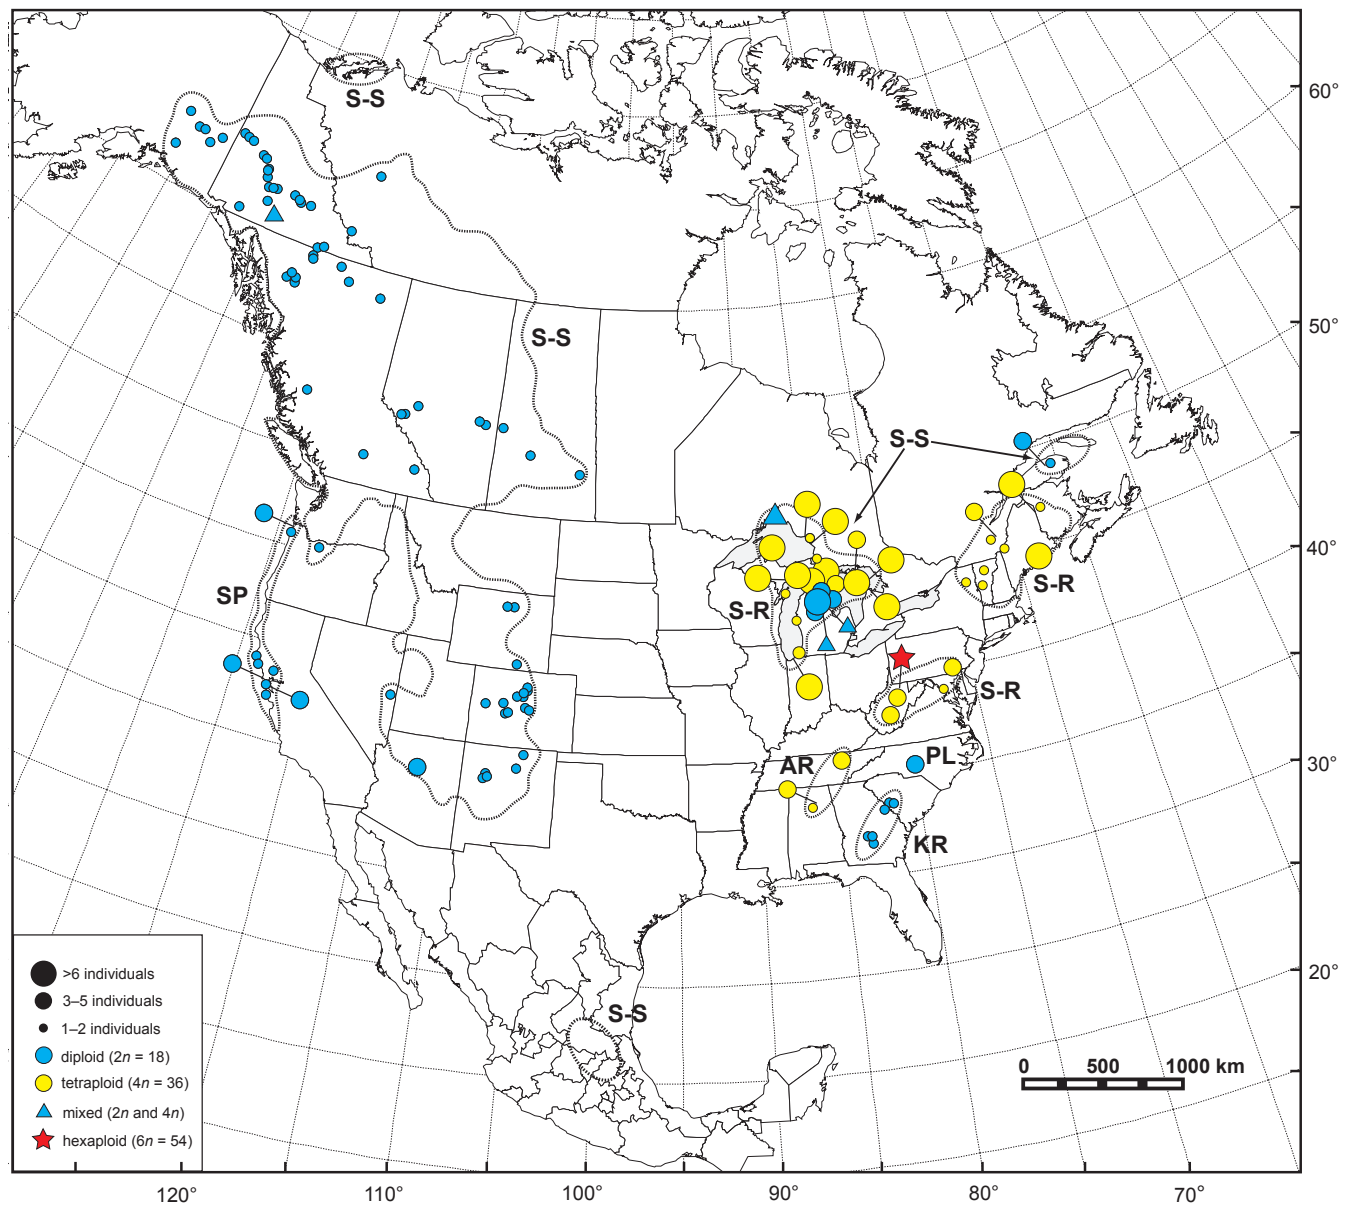 S-S
60°
50°
S-S
S-S
40°
SP
S-R
S-R
S-R
PL
AR
30°
KR
20°
S-S
>6 individuals
3–5 individuals
1–2 individuals
diploid (2n = 18)
tetraploid (4n = 36)
mixed (2n and 4n)
hexaploid (6n = 54)
0 500 1000 km
120° 110° 100° 90° 80° 70°